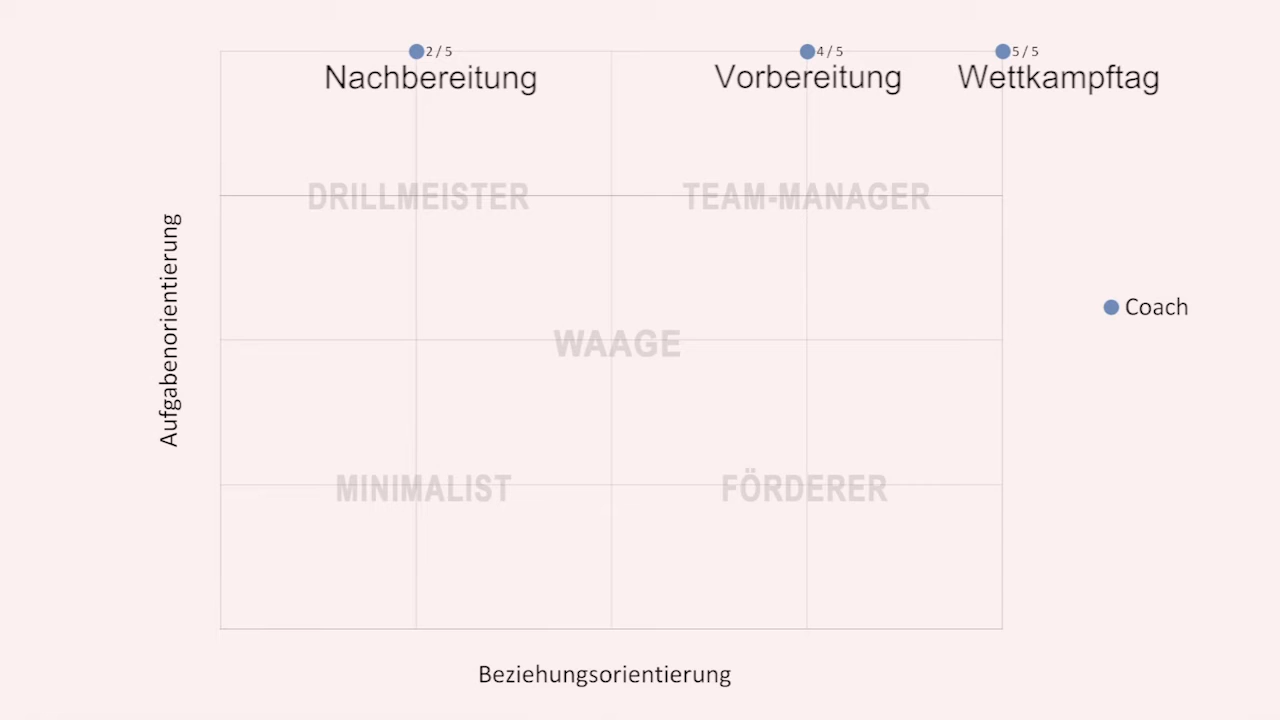 2 / 5
4 / 5
5 / 5
Nachbereitung
Vorbereitung
Wettkampftag
DRILLMEISTER
TEAM-MANAGER
Aufgabenorientierung
Coach
WAAGE
MINIMALIST
FÖRDERER
Beziehungsorientierung